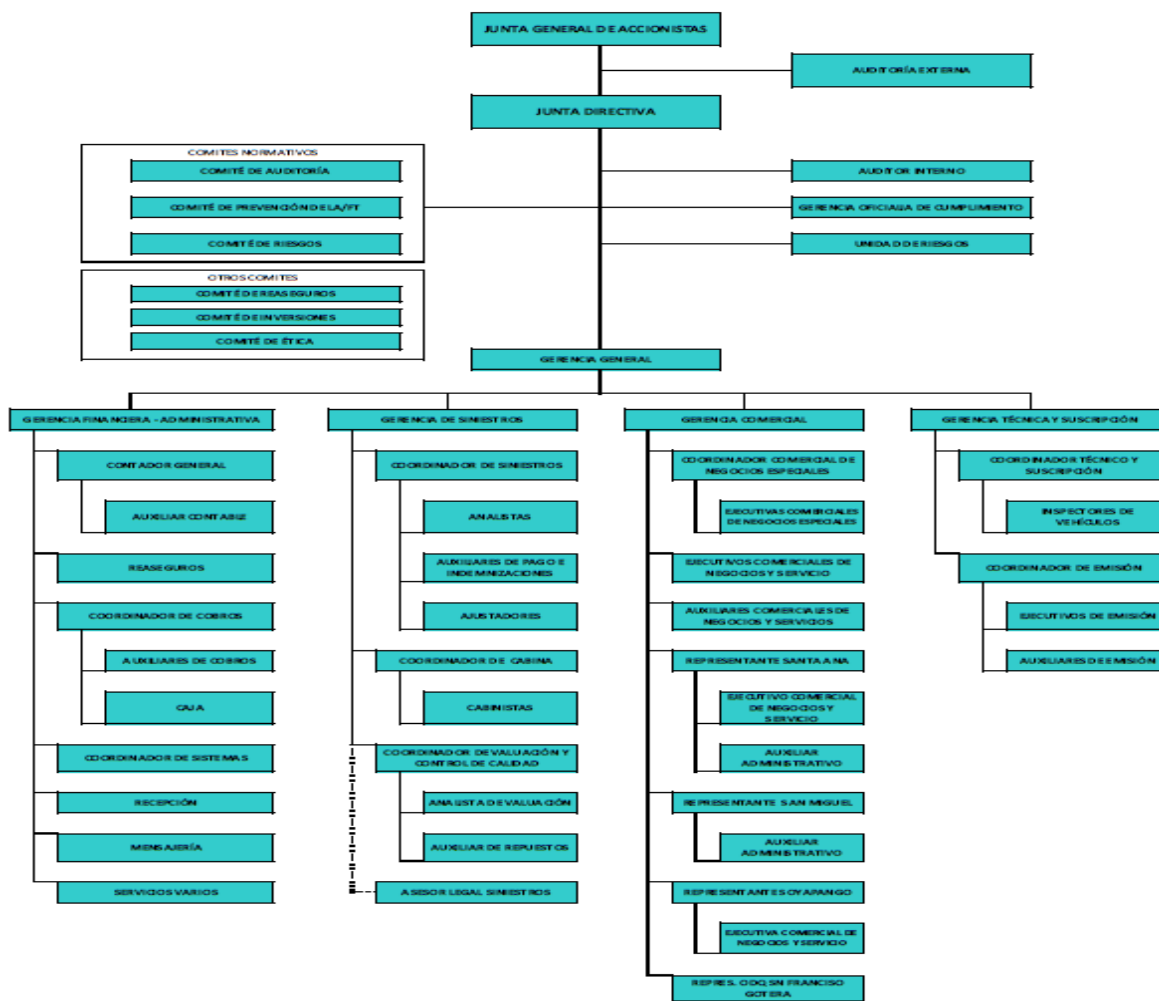 JUNTA GENERAL DE ACCIONISTAS
AUDITORÍA EXTERNA
JUNTA DIRECTIVA
COMITES NORMATIVOS
COMITÉ DE AUDITORÍA
COMITÉ DE PREVENCIÓN DE LA/FT
COMITÉ DE RIESGOS
AUDITOR INTERNO
GERENCIA OFICIALIA DE CUMPLIMIENTO
UNIDAD DE RIESGOS
OTROS COMITES
COMITÉ DE REASEGUROS
COMITÉ DE INVERSIONES
COMITÉ DE ÉTICA
GERENCIA GENERAL
GERENCIA FINANCIERA - ADMINISTRATIVA
CONTADOR GENERAL
AUXILIAR CONTABLE
REASEGUROS
COORDINADOR DE COBROS
AUXILIARES DE COBROS
CAJA
COORDINADOR DE SISTEMAS
RECEPCIÓN
MENSAJERÍA
SERVICIOS VARIOS
GERENCIA DE SINIESTROS
COORDINADOR DE SINIESTROS
ANALISTAS
AUXILIARES DE PAGO E
INDEMNIZACIONES
AJUSTADORES
COORDINADOR DE CABINA
CABINISTAS
COORDINADOR DE VALUACIÓN Y
CONTROL DE CALIDAD
ANALISTA DE VALUACIÓN
AUXILIAR DE REPUESTOS
ASESOR LEGAL SINIESTROS
GERENCIA COMERCIAL
COORDINADOR COMERCIAL DE
NEGOCIOS ESPECIALES
EJECUTIVAS COMERCIALES
DE NEGOCIOS ESPECIALES
EJECUTIVOS COMERCIALES DE
NEGOCIOS Y SERVICIO
AUXILIARES COMERCIALES DE
NEGOCIOS Y SERVICIOS
REPRESENTANTE SANTA ANA
EJECUTIVO COMERCIAL
DE NEGOCIOS Y
SERVICIO
AUXILIAR
ADMINISTRATIVO
REPRESENTANTE SAN MIGUEL
AUXILIAR
ADMINISTRATIVO
REPRESENTANTE SOYAPANGO
EJECUTIVA COMERCIAL DE
NEGOCIOS Y SERVICIO
REPRES. ODQ SN FRANCISO
GOTERA
GERENCIA TÉCNICA Y SUSCRIPCIÓN
COORDINADOR TÉCNICO Y
SUSCRIPCIÓN
INSPECTORES DE
VEHÍCULOS
COORDINADOR DE EMISIÓN
EJECUTIVOS DE EMISIÓN
AUXILIARES DE EMISIÓN